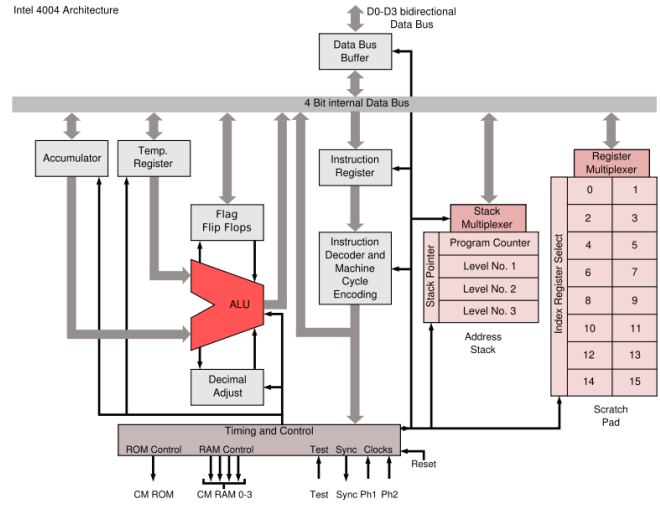 Intel 4004 Architecture
D0-D3 bidirectional
Data Bus
Data Bus
Buffer
4 Bit internal Data Bus
Accumulator
Temp.
Register
Flag
Flip Flops
ALU
Decimal
Adjust
Instruction
Register
Instruction
Decoder and
Machine
Cycle
Encoding
Stack
Multiplexer
Stack Pointer
Program Counter
Level No. 1
Level No. 2
Level No. 3
Address
Stack
Register
Multiplexer
Index Register Select
0 1
2 3
4 5
6 7
8 9
10 11
12 13
14 15
Scratch
Pad
Timing and Control
ROM Control RAM Control Test Sync Clocks
Reset
CM ROM CM RAM 0-3 Test Sync Ph1 Ph2